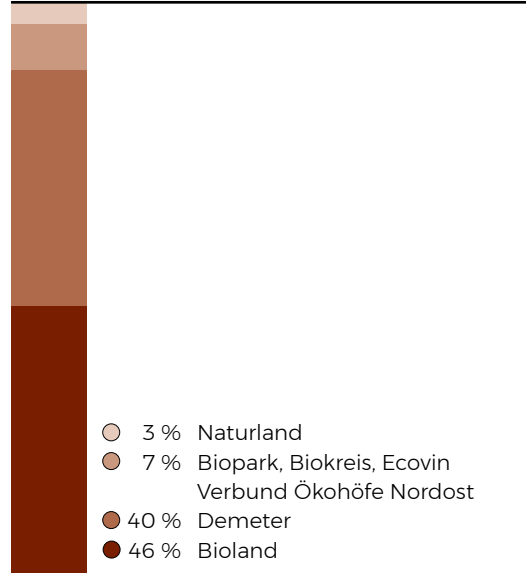 3 % Naturland
7 % Biopark, Biokreis, Ecovin
Verbund Ökohöfe Nordost
40 % Demeter
46 % Bioland